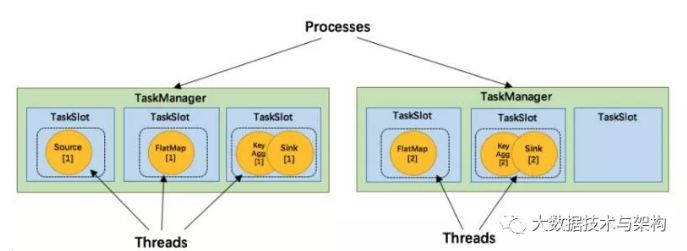 Processes
TaskManager
TaskSlot
Source
[1]
TaskSlot
FlatMap
[1]
TaskSlot
Key
Agg
[1]
Sink
[1]
TaskManager
TaskSlot
FlatMap
[2]
TaskSlot
Key
Agg
[2]
Sink
[2]
TaskSlot
Threads
Threads
大数据技术与架构